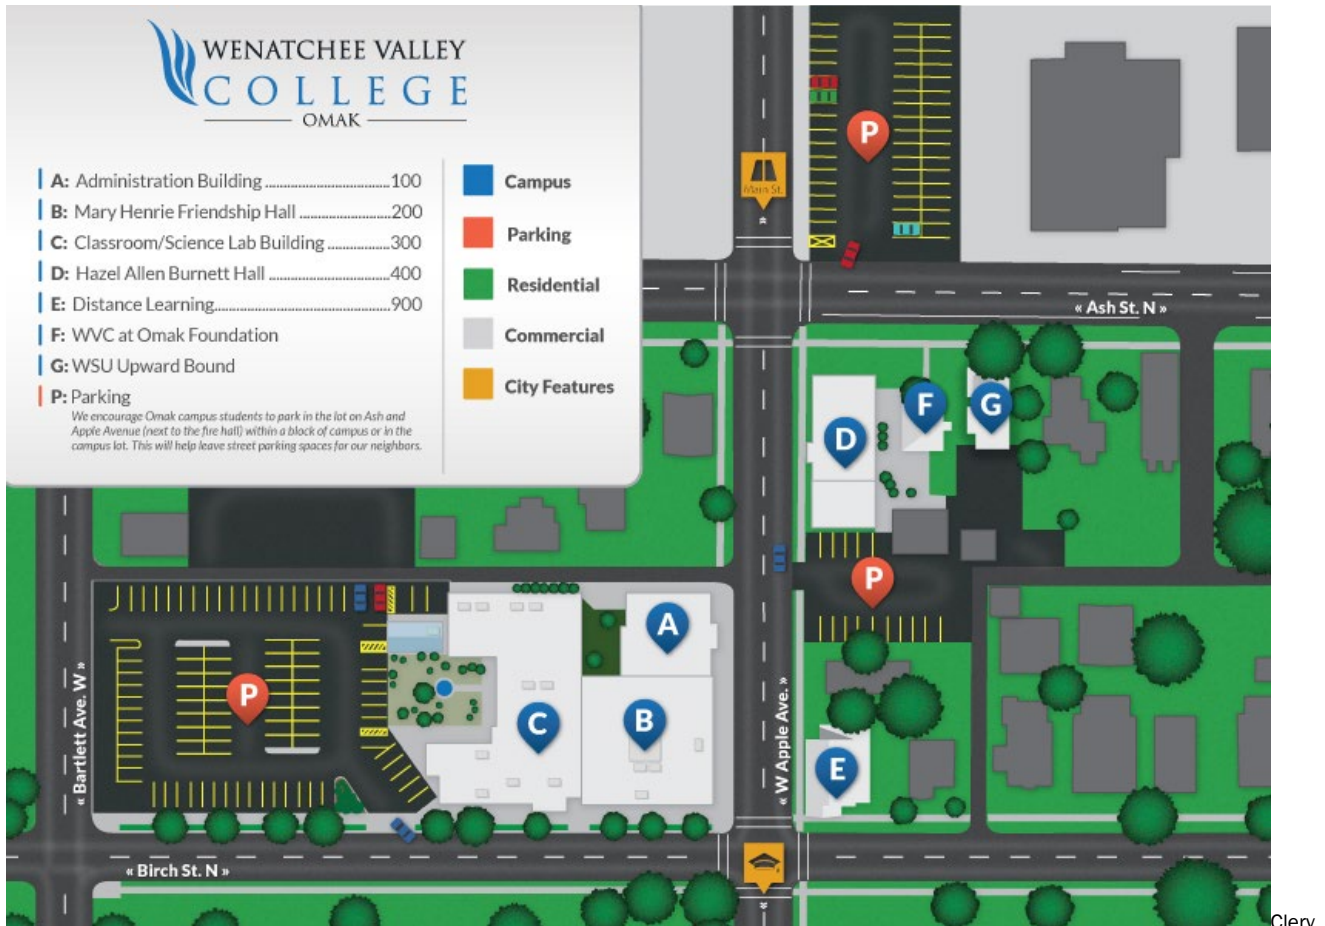 WENATCHEE VALLEY
COLLEGE
OMAK
A: Administration Building ..................................100
B: Mary Henrie Friendship Hall .........................200
C: Classroom/Science Lab Building ..................300
D: Hazel Allen Burnett Hall .................................400
E: Distance Learning..............................................900
F: WVC at Omak Foundation
G: WSU Upward Bound
P: Parking
We encourage Omak campus students to park in the lot on Ash and
Apple Avenue (next to the fire hall) within a block of campus or in the
campus lot. This will help leave street parking spaces for our neighbors.
Campus
Parking
Residential
Commercial
City Features
P
Main St.
« Ash St. N »
F
G
D
P
A
P
C
B
E
« Bartlett Ave. W »
« W Apple Ave. »
« Birch St. N »
Clery